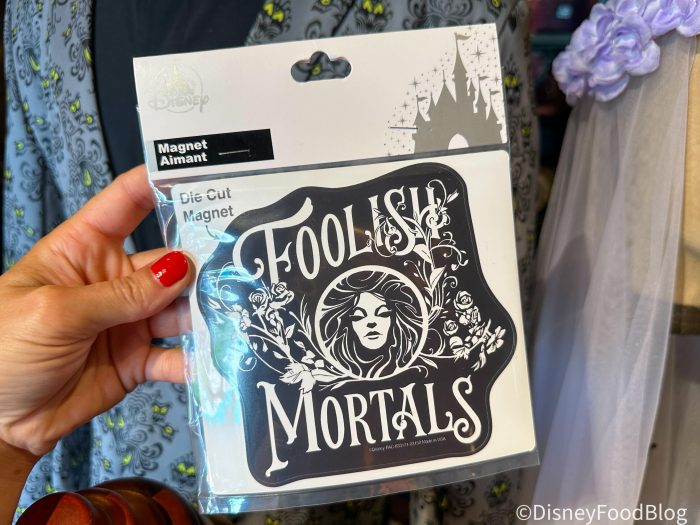 Disney
Magnet
Aimant
Die Cut
Magnet
FOOLISH
MORTALS
©DisneyFoodBlog